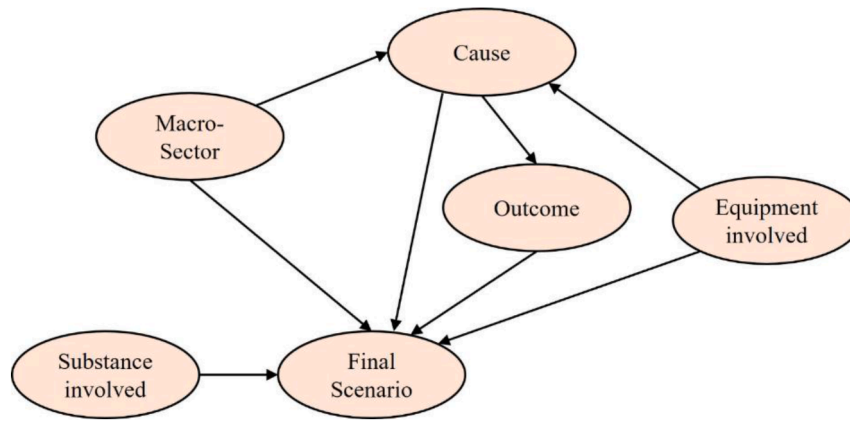 Cause
Macro-
Sector
Outcome
Equipment
involved
Substance
involved
Final
Scenario